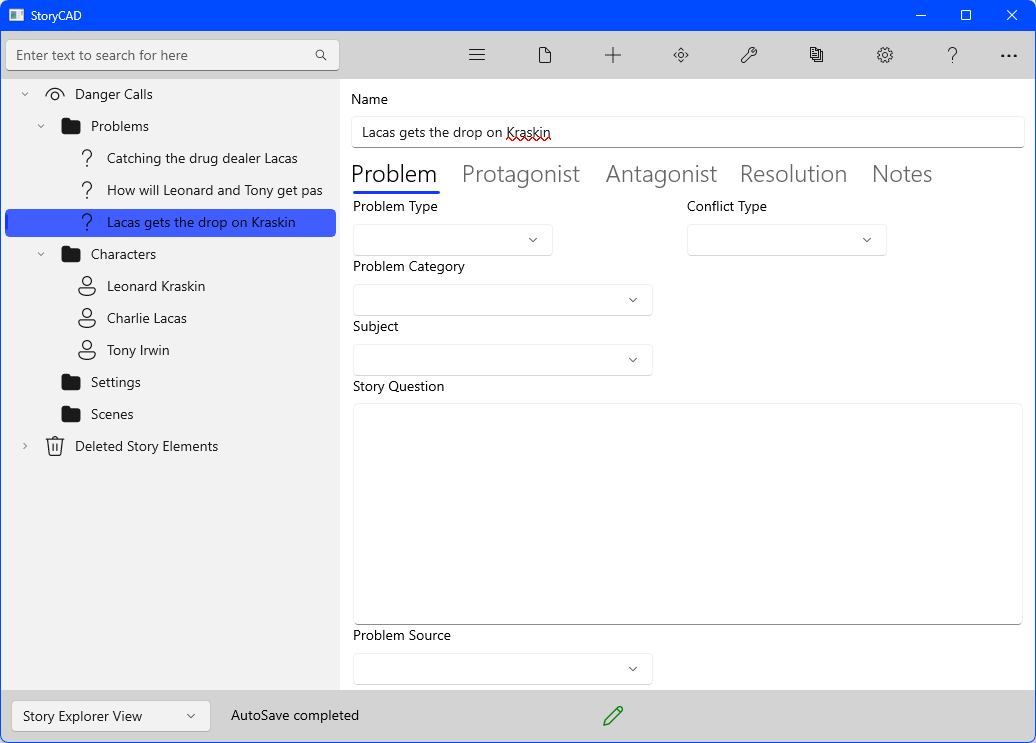 StoryCAD
Enter text to search for here
Danger Calls
Problems
Catching the drug dealer Lacas
How will Leonard and Tony get pas
Lacas gets the drop on Kraskin
Characters
Leonard Kraskin
Charlie Lacas
Tony Irwin
Settings
Scenes
Deleted Story Elements
Name
Lacas gets the drop on Kraskin
Problem Protagonist Antagonist Resolution Notes
Problem Type Conflict Type
Problem Category
Subject
Story Question
Problem Source
Story Explorer View AutoSave completed